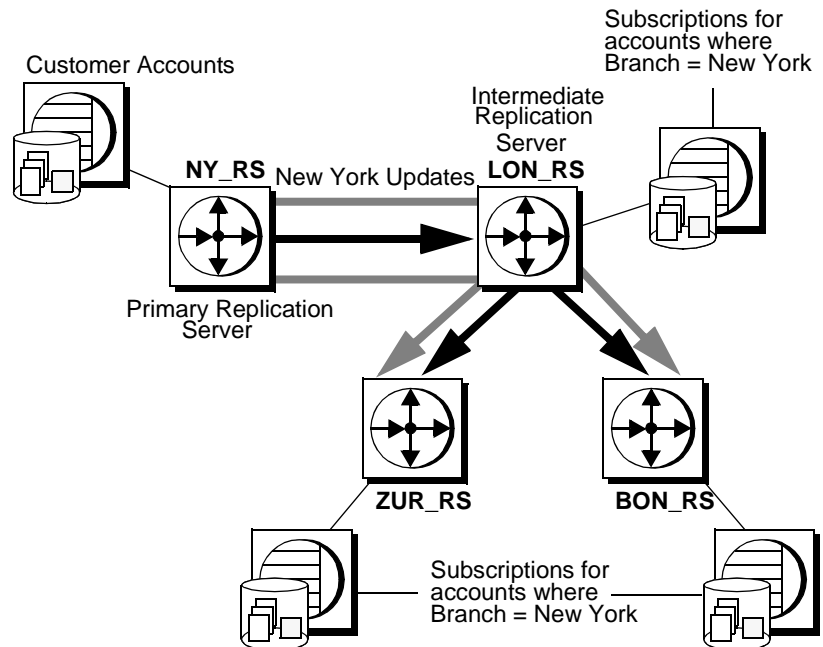 Subscriptions for
accounts where
Branch = New York
Customer Accounts
Intermediate
Replication
Server
NY_RS
New York Updates
LON_RS
Primary Replication
Server
ZUR_RS
BON_RS
Subscriptions for
accounts where
Branch = New York